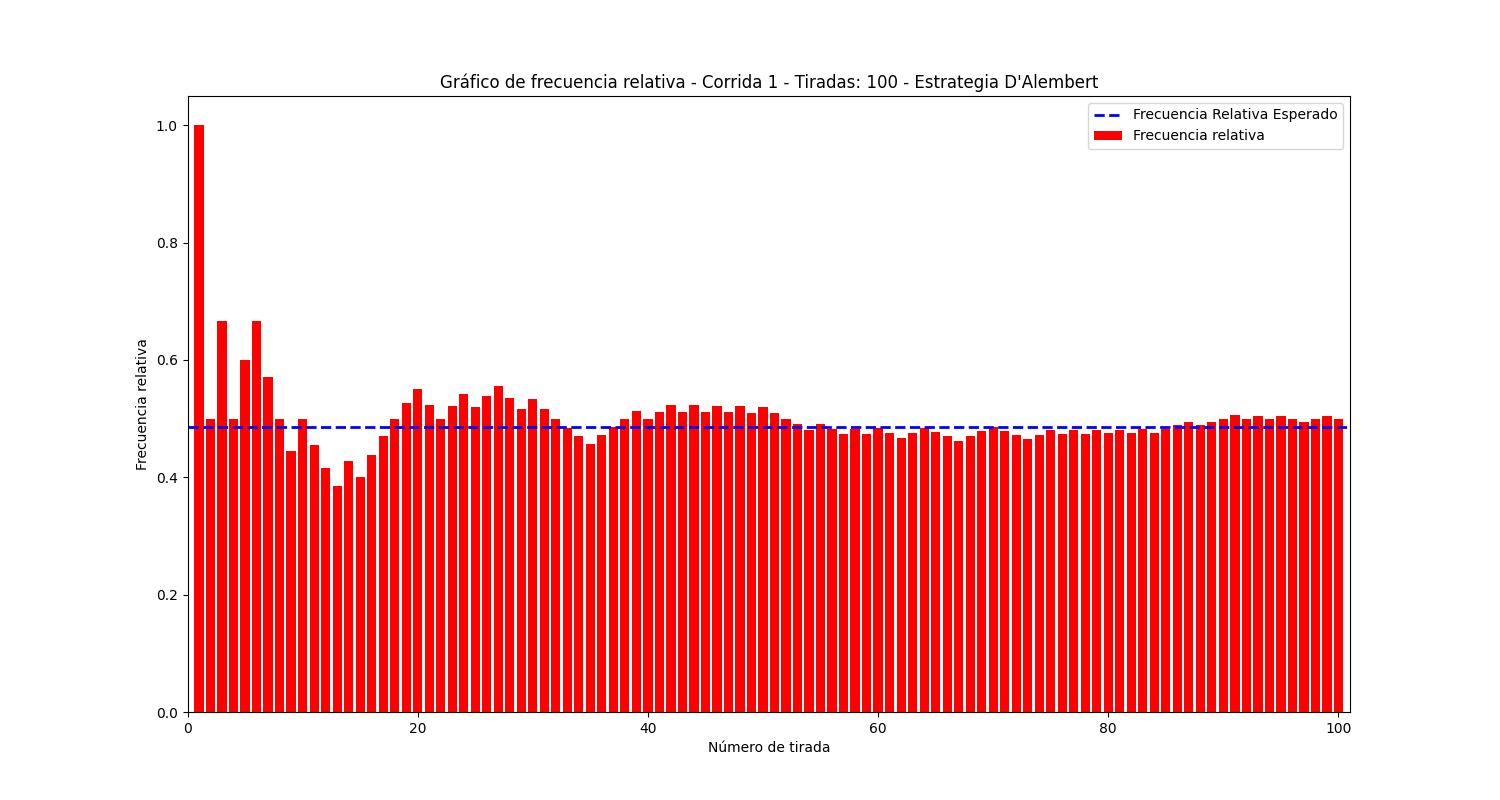 Gráfico de frecuencia relativa - Corrida 1 - Tiradas: 100 - Estrategia D'Alembert
Frecuencia Relativa Esperado
Frecuencia relativa
Frecuencia relativa
1.0
0.8
0.6
0.4
0.2
0.0
0
20
40
60
80
100
Número de tirada